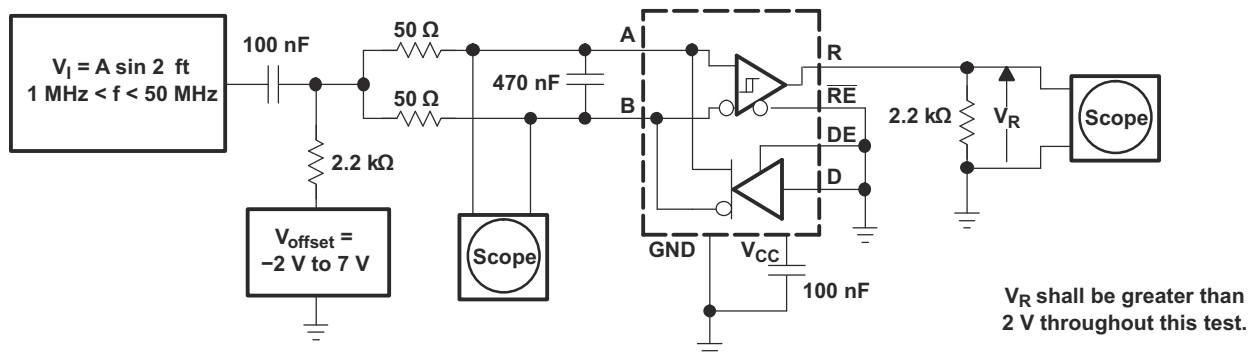 V_I = A sin 2 ft
1 MHz < f < 50 MHz
100 nF
50 Ω
50 Ω
2.2 kΩ
V_offset =
−2 V to 7 V
Scope
470 nF
A
B
GND
V_CC
100 nF
R
R̅E̅
DE
D
2.2 kΩ
V_R
Scope
V_R shall be greater than
2 V throughout this test.